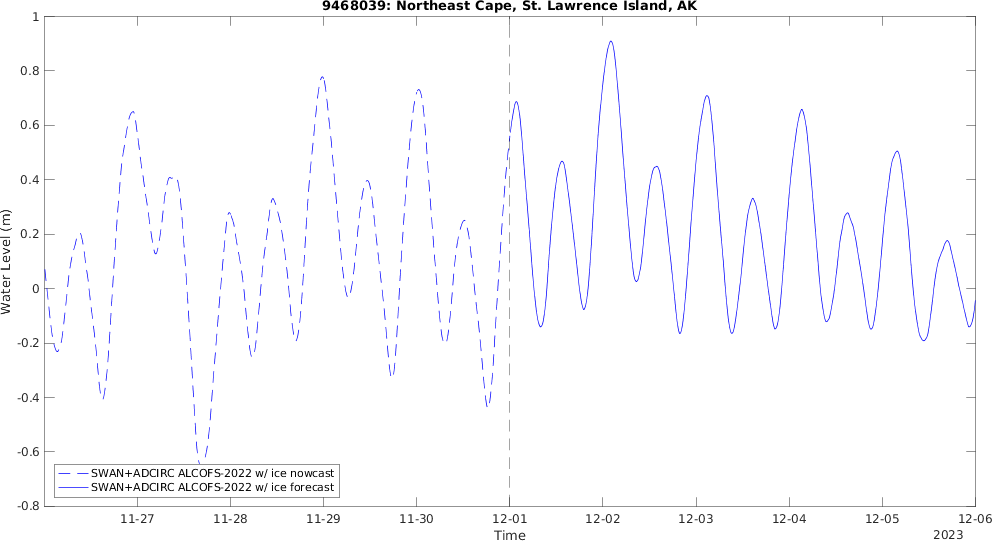 9468039: Northeast Cape, St. Lawrence Island, AK
1
0.8
0.6
0.4
0.2
0
-0.2
-0.4
-0.6
-0.8
Water Level (m)
SWAN+ADCIRC ALCOFS-2022 w/ ice nowcast
SWAN+ADCIRC ALCOFS-2022 w/ ice forecast
11-27 11-28 11-29 11-30 12-01 12-02 12-03 12-04 12-05 12-06
Time
2023